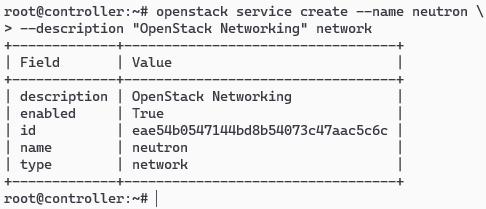 root@controller:~# openstack service create --name neutron \
> --description "OpenStack Networking" network
+-------------+----------------------------------+
| Field       | Value                            |
+-------------+----------------------------------+
| description | OpenStack Networking             |
| enabled     | True                             |
| id          | eae54b0547144bd8b54073c47aac5c6c |
| name        | neutron                          |
| type        | network                          |
+-------------+----------------------------------+
root@controller:~#